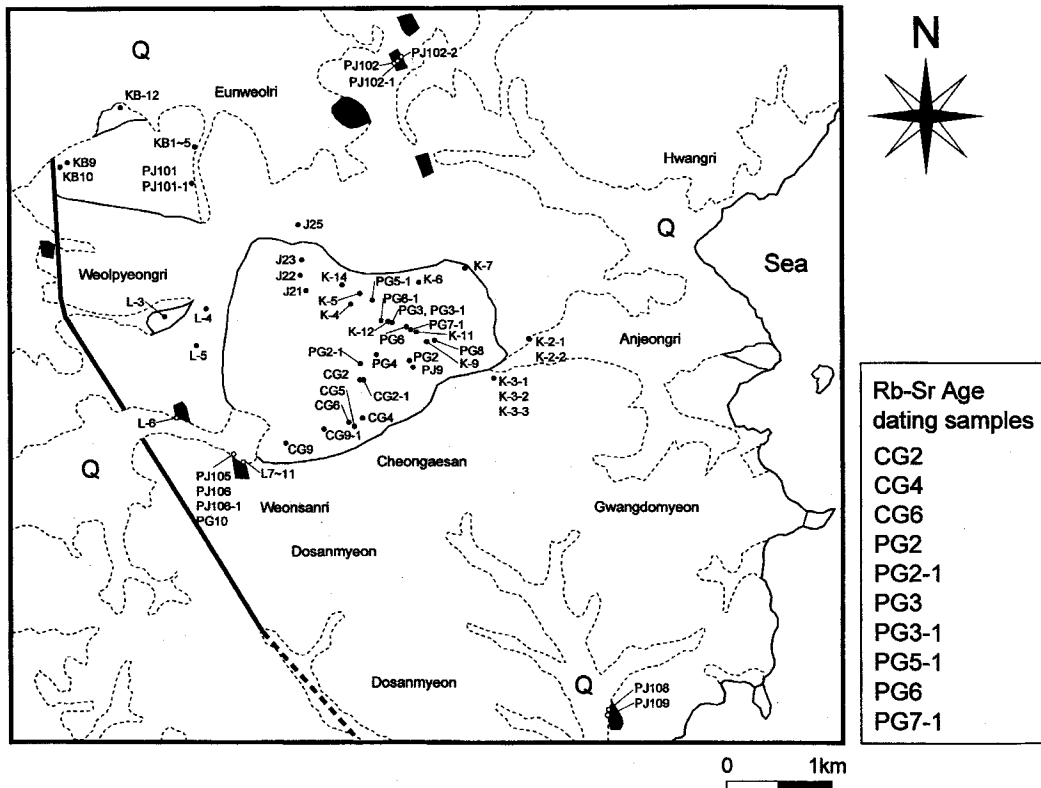 N
Q
PJ102-2
PJ102
PJ102-1
KB-12
Eunweolri
KB1~5
Hwangri
KB9
KB10
PJ101
PJ101-1
Q
J25
Sea
J23
J22
J21
K-14
K-5
K-4
PG5-1
K-6
K-7
Weolpyeongri
L-3
L-4
L-5
PG6-1
PG3, PG3-1
K-12
PG7-1
PG6
K-11
PG8
K-9
Anjeongri
K-2-1
K-2-2
PG2-1
PG4
PG2
PJ9
CG2
CG2-1
K-3-1
K-3-2
K-3-3
CG5
CG6
CG4
CG9-1
CG9
L-6
Q
L7~11
Cheongaesan
PJ105
PJ106
PJ106-1
PG10
Weonsanri
Gwangdomyeon
Dosanmyeon
Dosanmyeon
Q
PJ108
PJ109
Rb-Sr Age
dating samples
CG2
CG4
CG6
PG2
PG2-1
PG3
PG3-1
PG5-1
PG6
PG7-1
0 1km